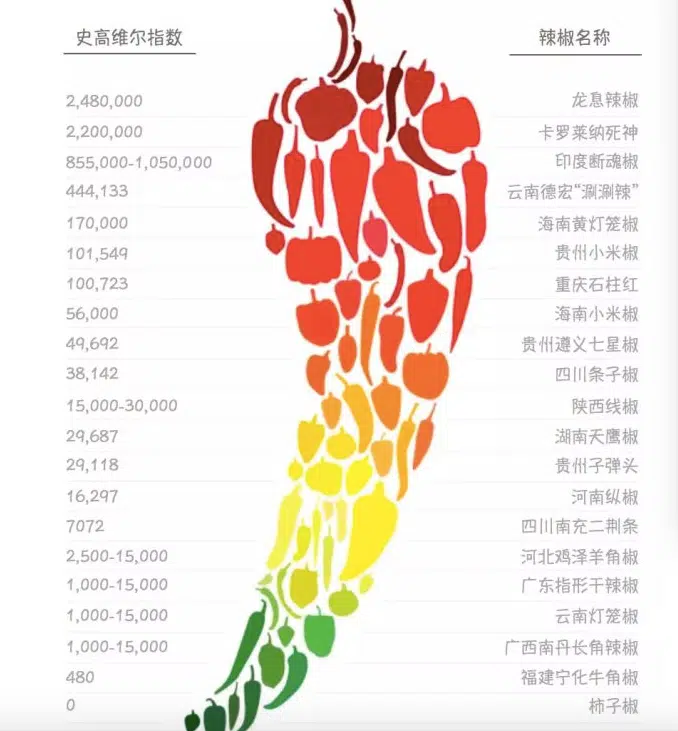 史高维尔指数 辣椒名称
2,480,000 龙息辣椒
2,200,000 卡罗莱纳死神
855,000-1,050,000 印度断魂椒
444,133 云南德宏“涮涮辣”
170,000 海南黄灯笼椒
101,549 贵州小米椒
100,723 重庆石柱红
56,000 海南小米椒
49,692 贵州遵义七星椒
38,142 四川条子椒
15,000-30,000 陕西线椒
29,687 湖南天鹰椒
29,118 贵州子弹头
16,297 河南纵椒
7072 四川南充二荆条
2,500-15,000 河北鸡泽羊角椒
1,000-15,000 广东指形干辣椒
1,000-15,000 云南灯笼椒
1,000-15,000 广西南丹长角辣椒
480 福建宁化牛角椒
0 柿子椒